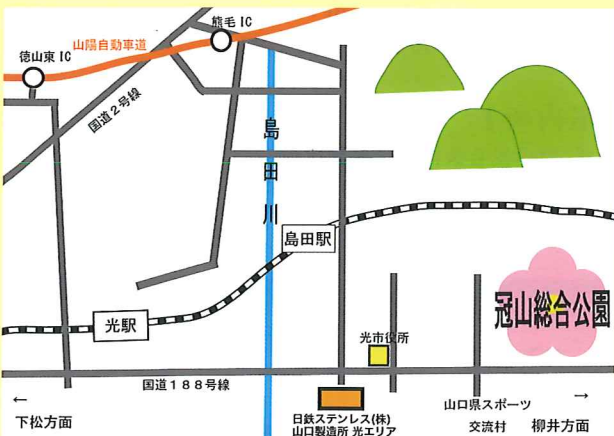 熊毛IC
山陽自動車道
徳山東IC
国道2号線
島田川
島田駅
冠山総合公園
光駅
光市役所
国道188号線
←
下松方面
日鉄ステンレス(株)
山口製造所 光エリア
山口県スポーツ
交流村
→
柳井方面